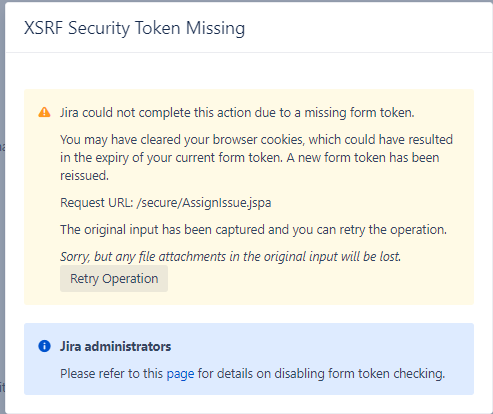 XSRF Security Token Missing
Jira could not complete this action due to a missing form token.
You may have cleared your browser cookies, which could have resulted
in the expiry of your current form token. A new form token has been
reissued.
Request URL: /secure/AssignIssue.jspa
The original input has been captured and you can retry the operation.
Sorry, but any file attachments in the original input will be lost.
Retry Operation
Jira administrators
Please refer to this page for details on disabling form token checking.